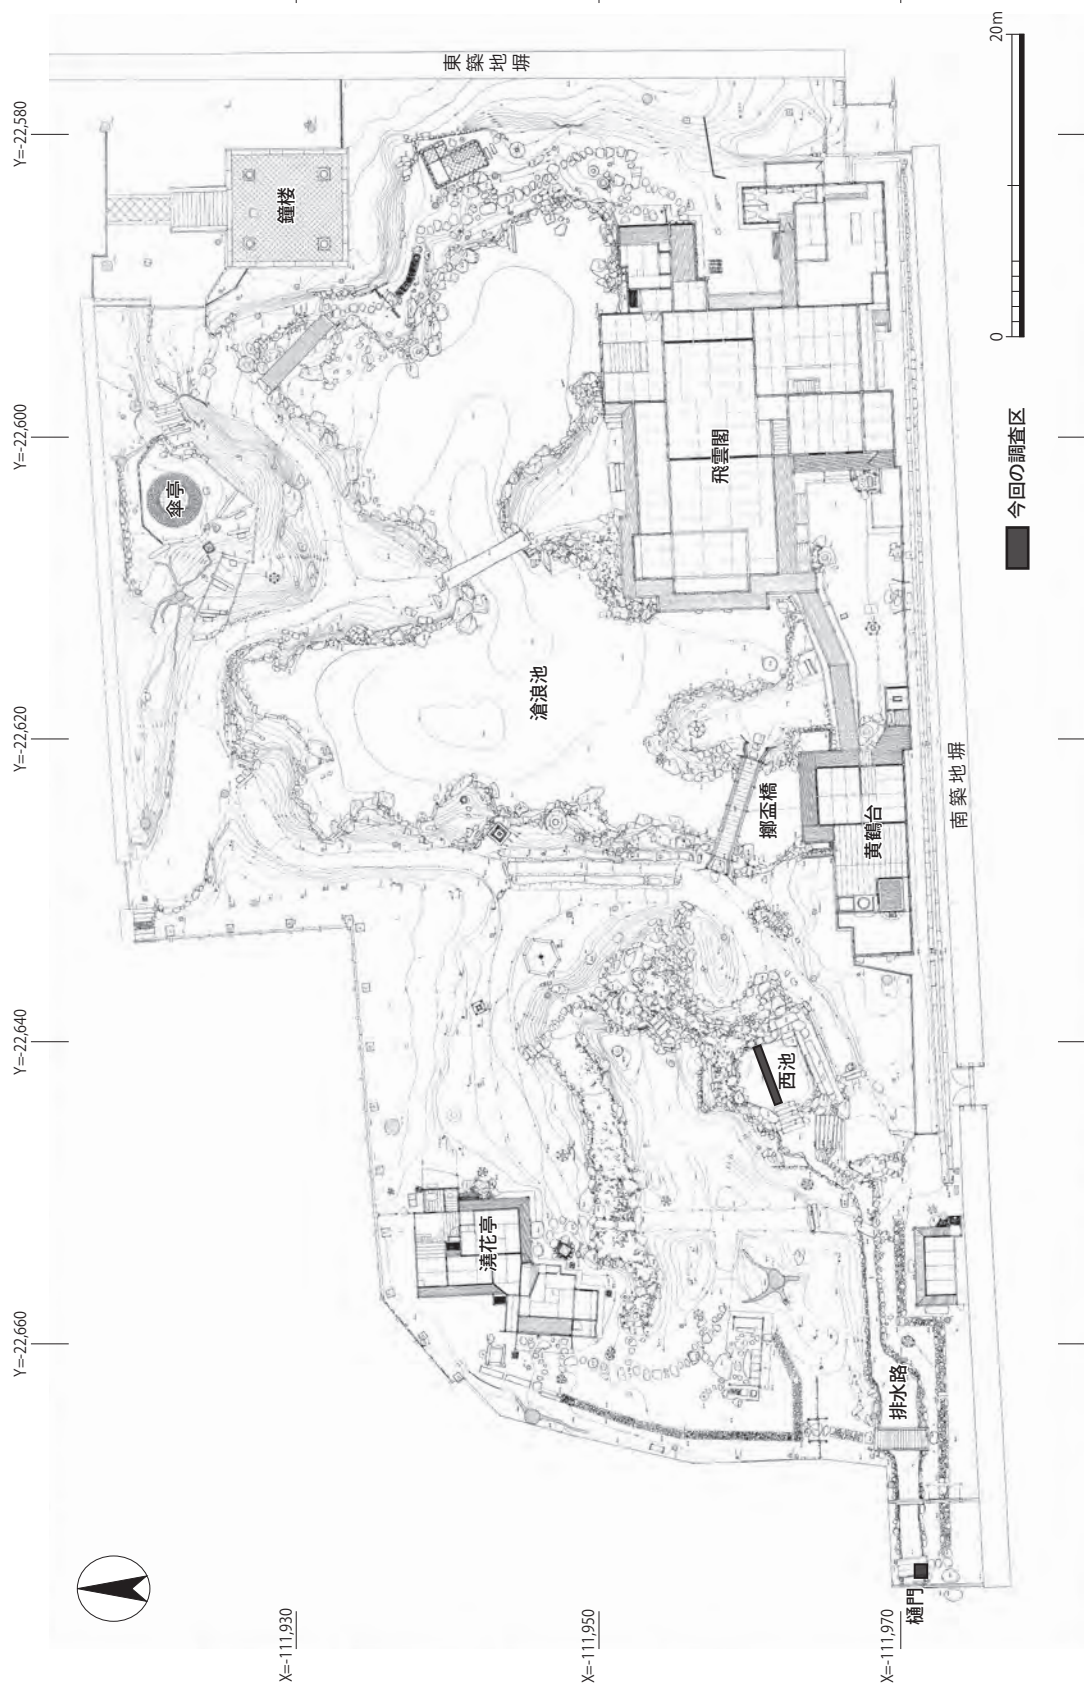 Y=-22,660
Y=-22,640
Y=-22,620
Y=-22,600
Y=-22,580
X=-111,930
X=-111,950
X=-111,970
鐘楼
傘亭
東築地塀
飛雲閣
滄浪池
擲盃橋
黄鶴台
南築地塀
西池
澆花亭
排水路
樋門
今回の調査区
0
20m